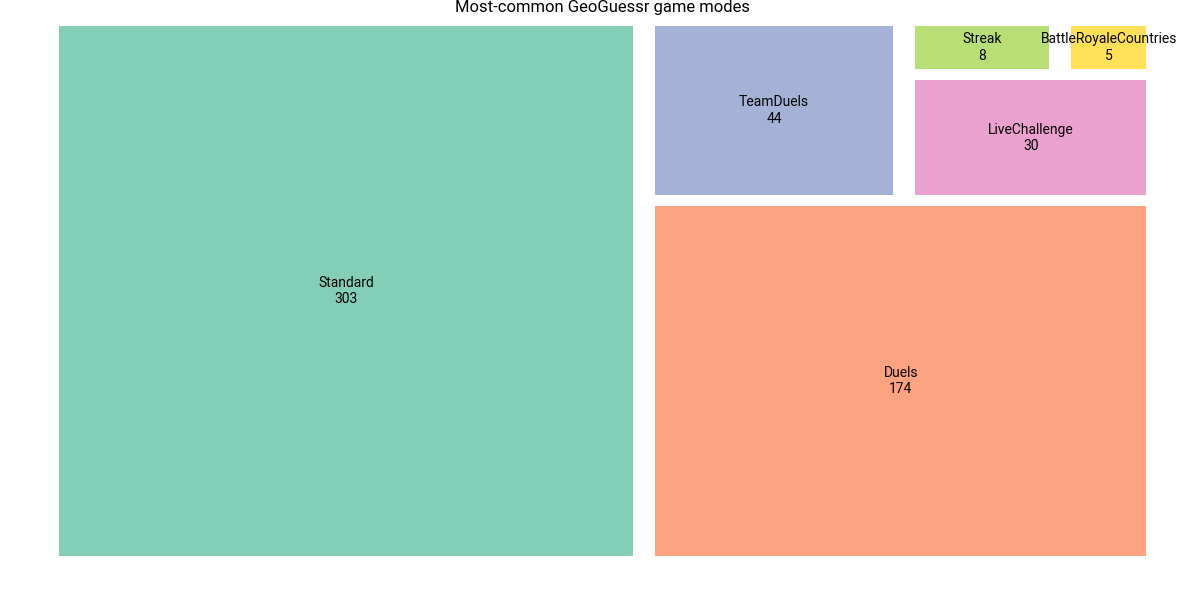 Most-common GeoGuessr game modes
Standard
303
TeamDuels
44
Streak
8
BattleRoyaleCountries
5
LiveChallenge
30
Duels
174